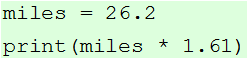 miles = 26.2
print(miles * 1.61)